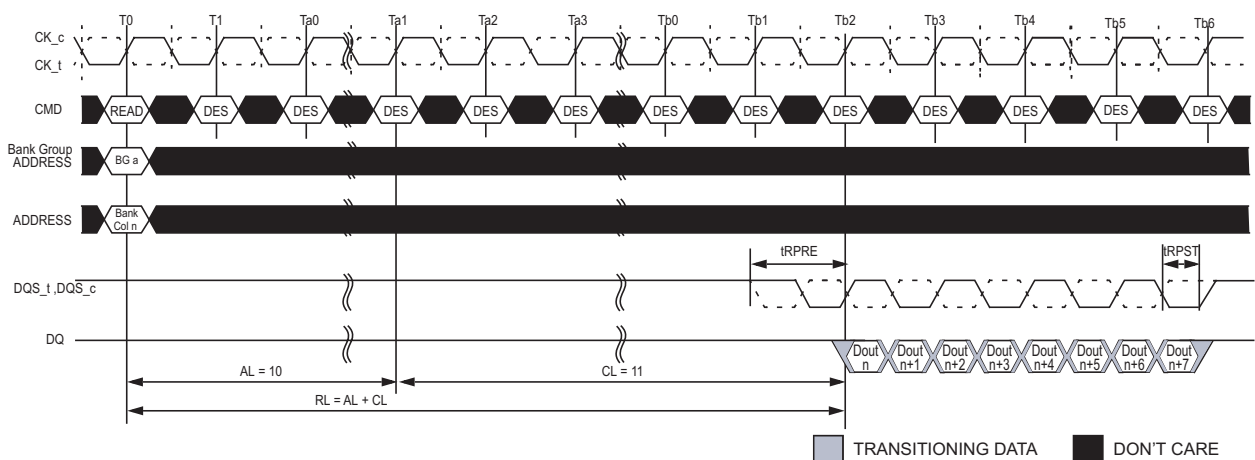 T0 T1 Ta0 Ta1 Ta2 Ta3 Tb0 Tb1 Tb2 Tb3 Tb4 Tb5 Tb6
CK_c
CK_t
CMD READ DES DES DES DES DES DES DES DES DES DES DES DES
Bank Group
ADDRESS BG a
ADDRESS Bank
Col n
tRPRE tRPST
DQS_t ,DQS_c
DQ Dout Dout Dout Dout Dout Dout Dout Dout
n n+1 n+2 n+3 n+4 n+5 n+6 n+7
AL = 10 CL = 11
RL = AL + CL
TRANSITIONING DATA DON'T CARE